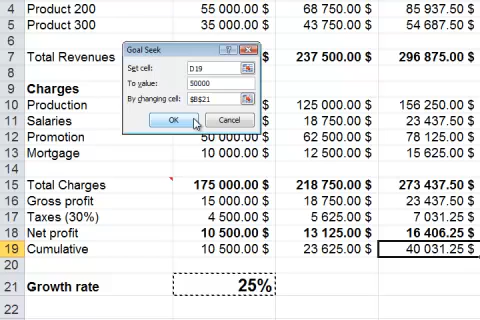 4 Product 200 55 000.00 $ 68 750.00 $ 85 937.50 $
5 Product 300 35 000.00 $ 43 750.00 $ 54 687.50 $
6
7 Total Revenues $ 237 500.00 $ 296 875.00 $
8
9 Charges
10 Production $ 125 000.00 $ 156 250.00 $
11 Salaries $ 18 750.00 $ 23 437.50 $
12 Promotion 50 000.00 $ 62 500.00 $ 78 125.00 $
13 Mortgage 10 000.00 $ 12 500.00 $ 15 625.00 $
14
15 Total Charges 175 000.00 $ 218 750.00 $ 273 437.50 $
16 Gross profit 15 000.00 $ 18 750.00 $ 23 437.50 $
17 Taxes (30%) 4 500.00 $ 5 625.00 $ 7 031.25 $
18 Net profit 10 500.00 $ 13 125.00 $ 16 406.25 $
19 Cumulative 10 500.00 $ 23 625.00 $ 40 031.25 $
20
21 Growth rate 25%
22
Goal Seek
Set cell: D19
To value: 50000
By changing cell: $B$21
OK Cancel